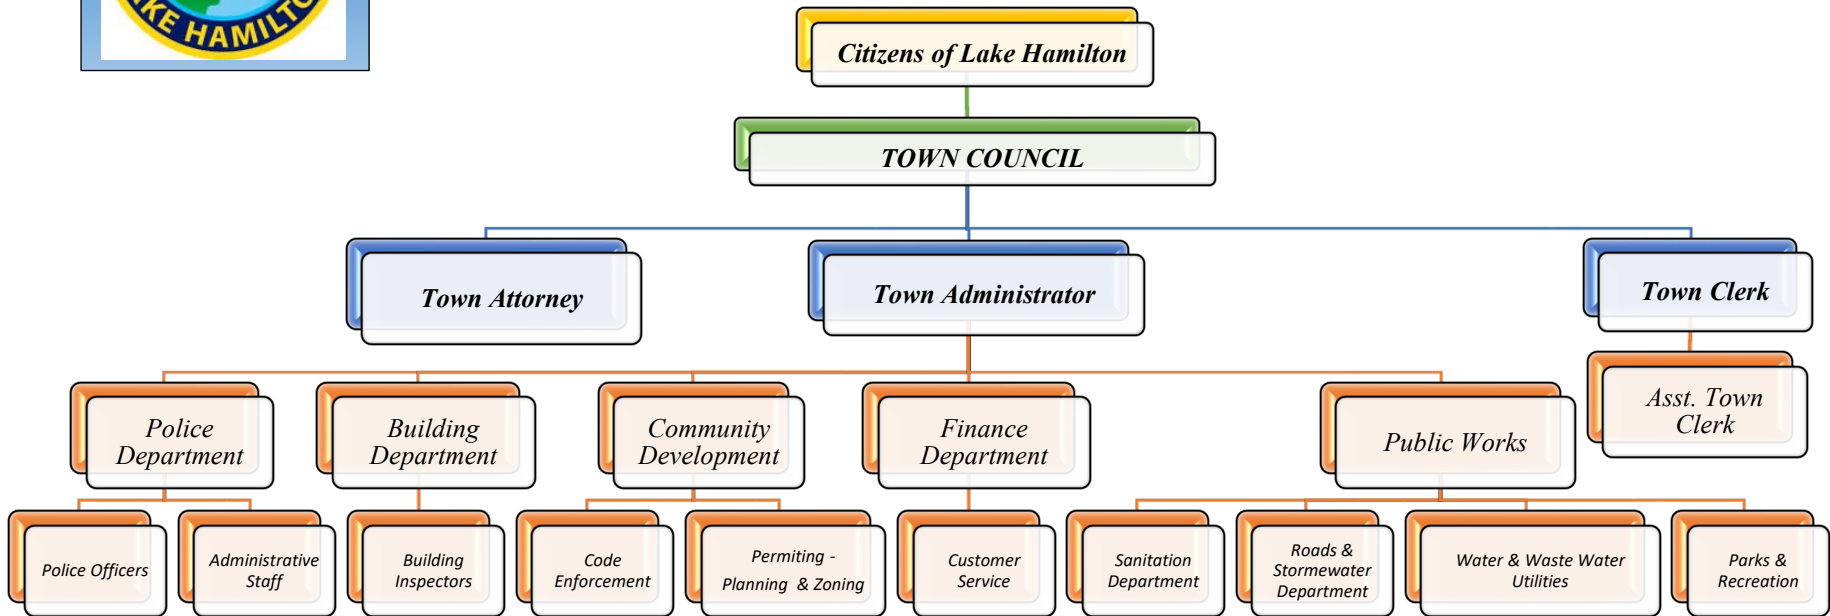 LAKE HAMILTON
Citizens of Lake Hamilton
TOWN COUNCIL
Town Attorney
Town Administrator
Town Clerk
Asst. Town
Clerk
Police
Department
Building
Department
Community
Development
Finance
Department
Public Works
Police Officers
Administrative
Staff
Building
Inspectors
Code
Enforcement
Permiting -
Planning & Zoning
Customer
Service
Sanitation
Department
Roads &
Stormewater
Department
Water & Waste Water
Utilities
Parks &
Recreation